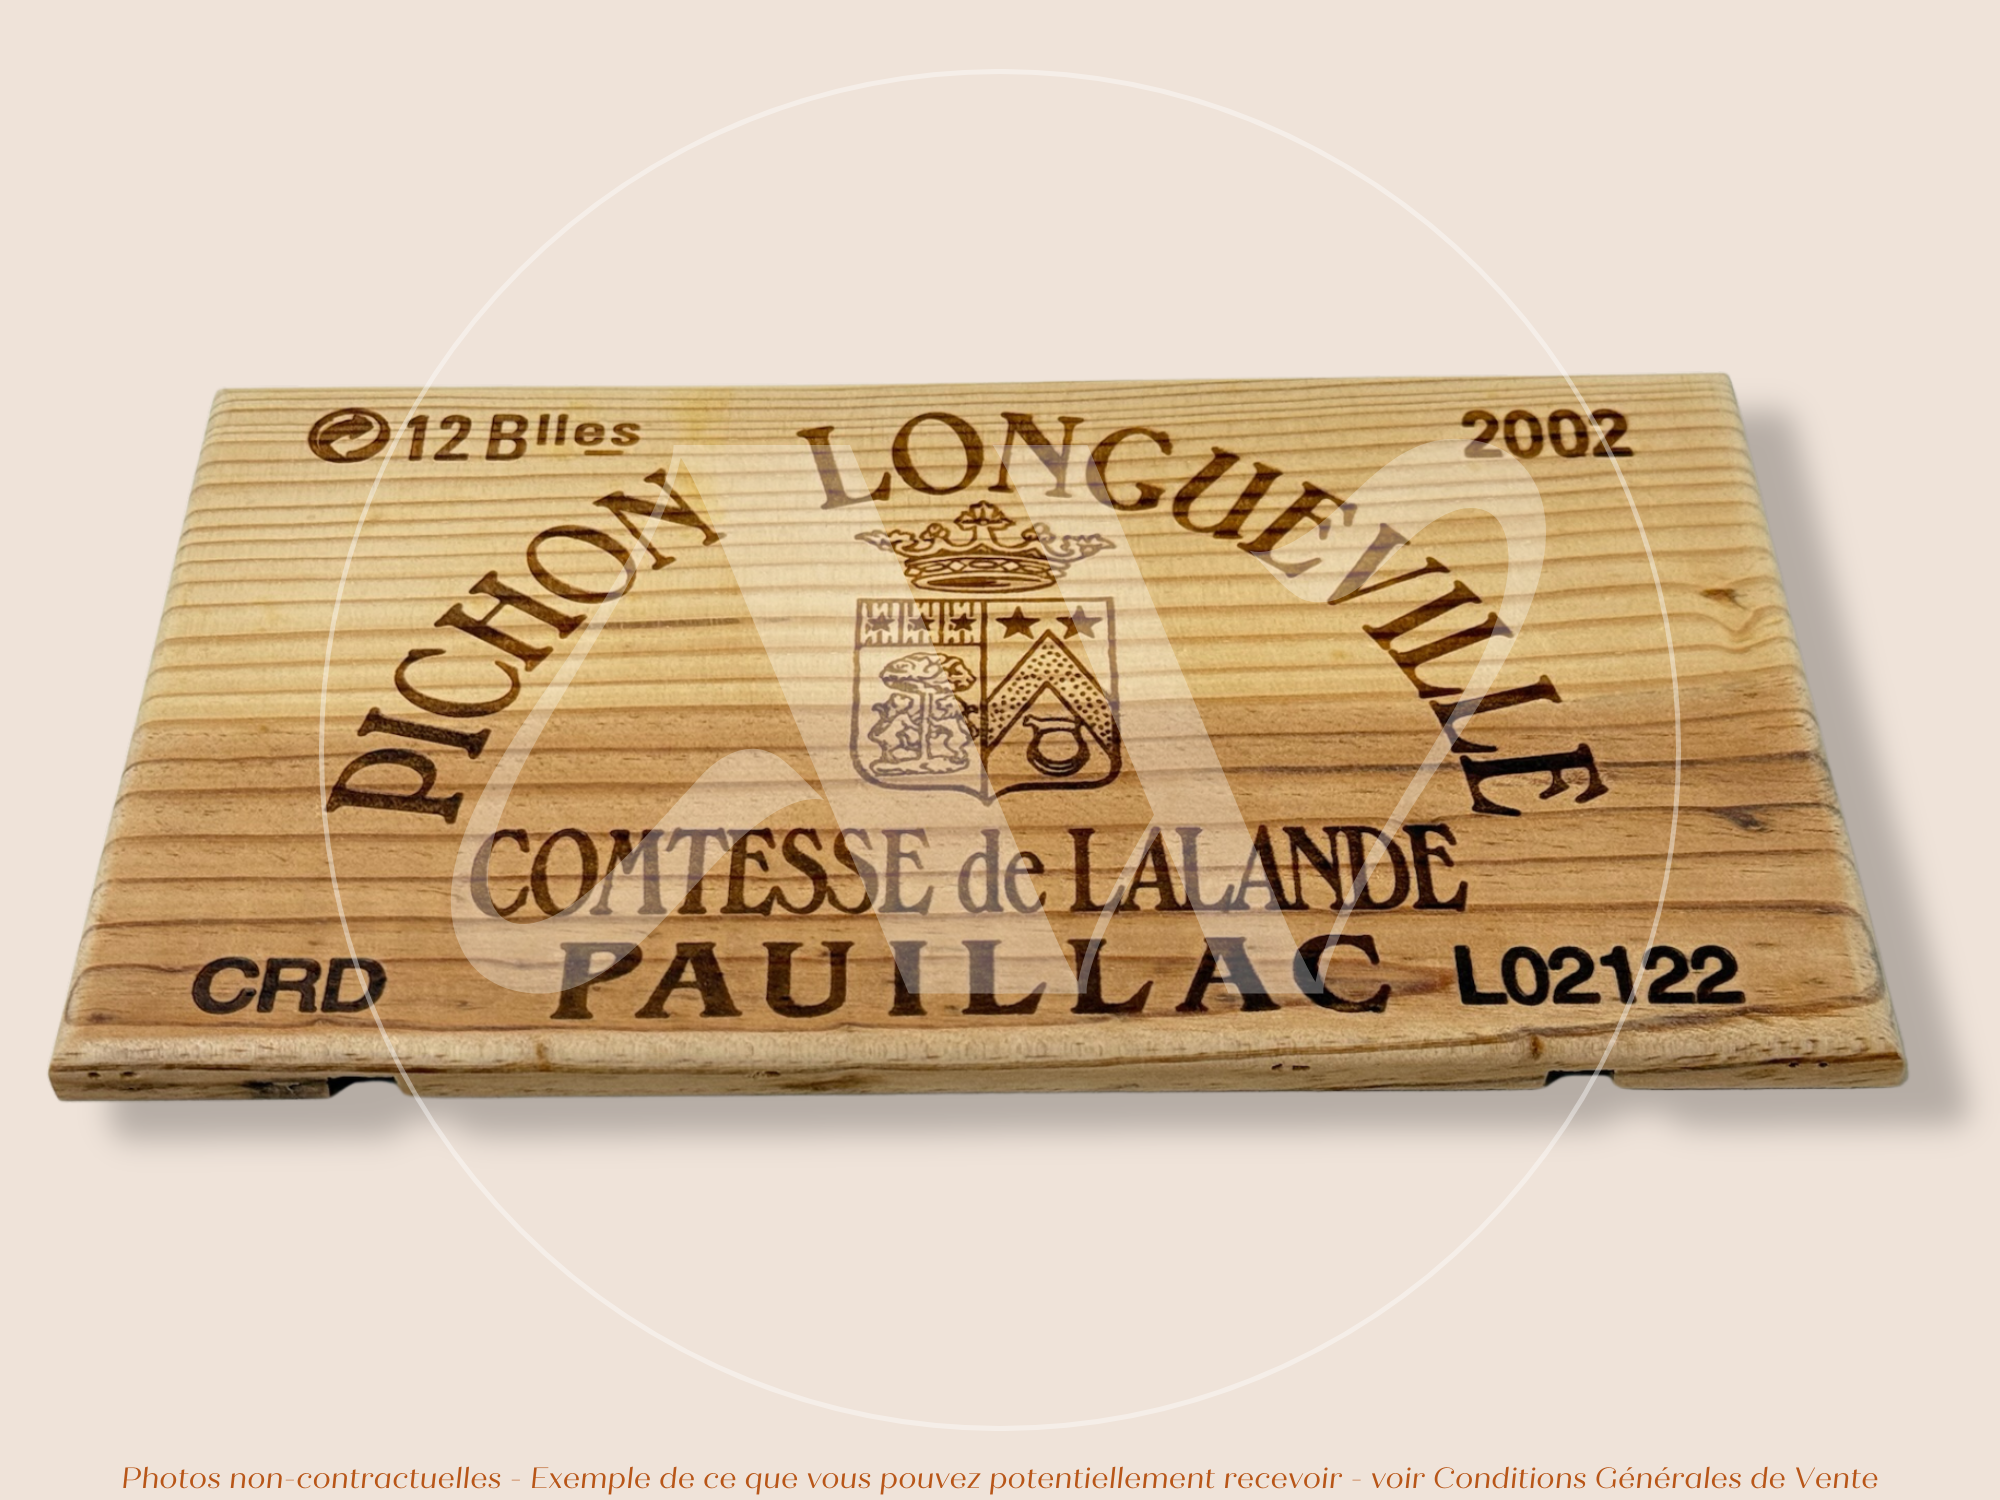 12 Blles
2002
PICHON LONGUEVILLE
COMTESSE de LALANDE
PAUILLAC
CRD
L02122
Photos non-contractuelles - Exemple de ce que vous pouvez potentiellement recevoir - voir Conditions Générales de Vente